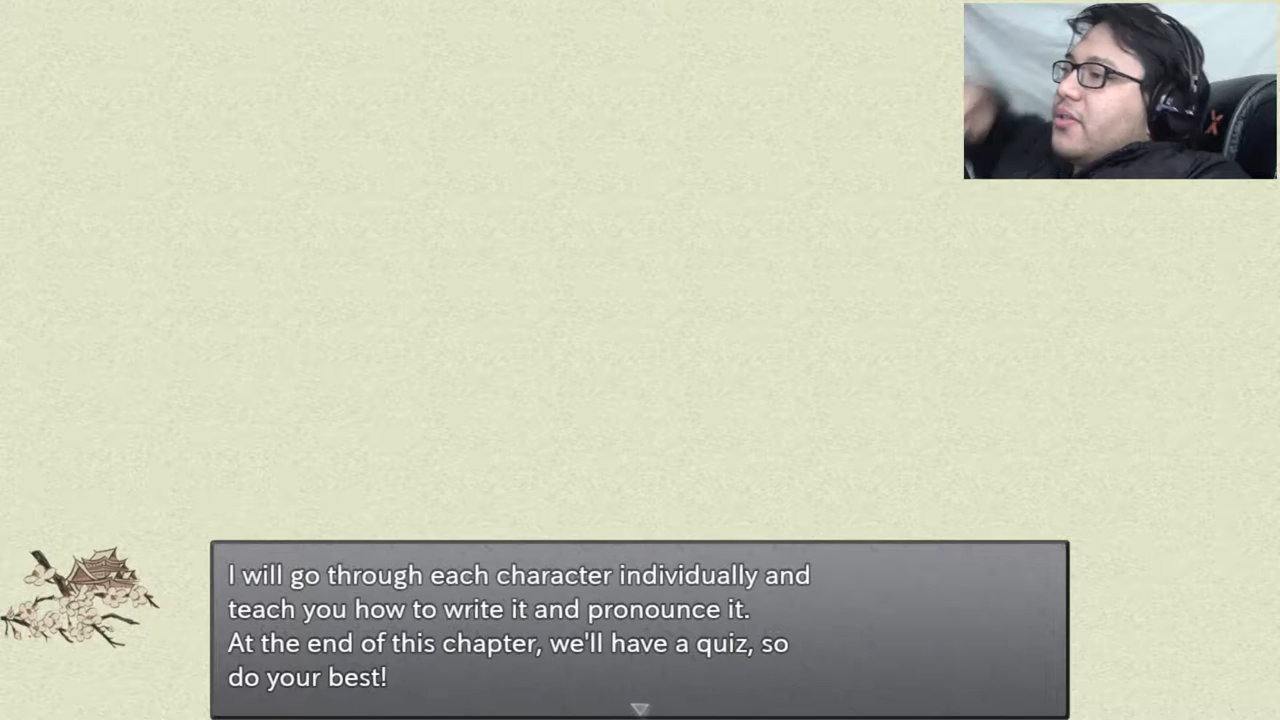 I will go through each character individually and
teach you how to write it and pronounce it.
At the end of this chapter, we'll have a quiz, so
do your best!